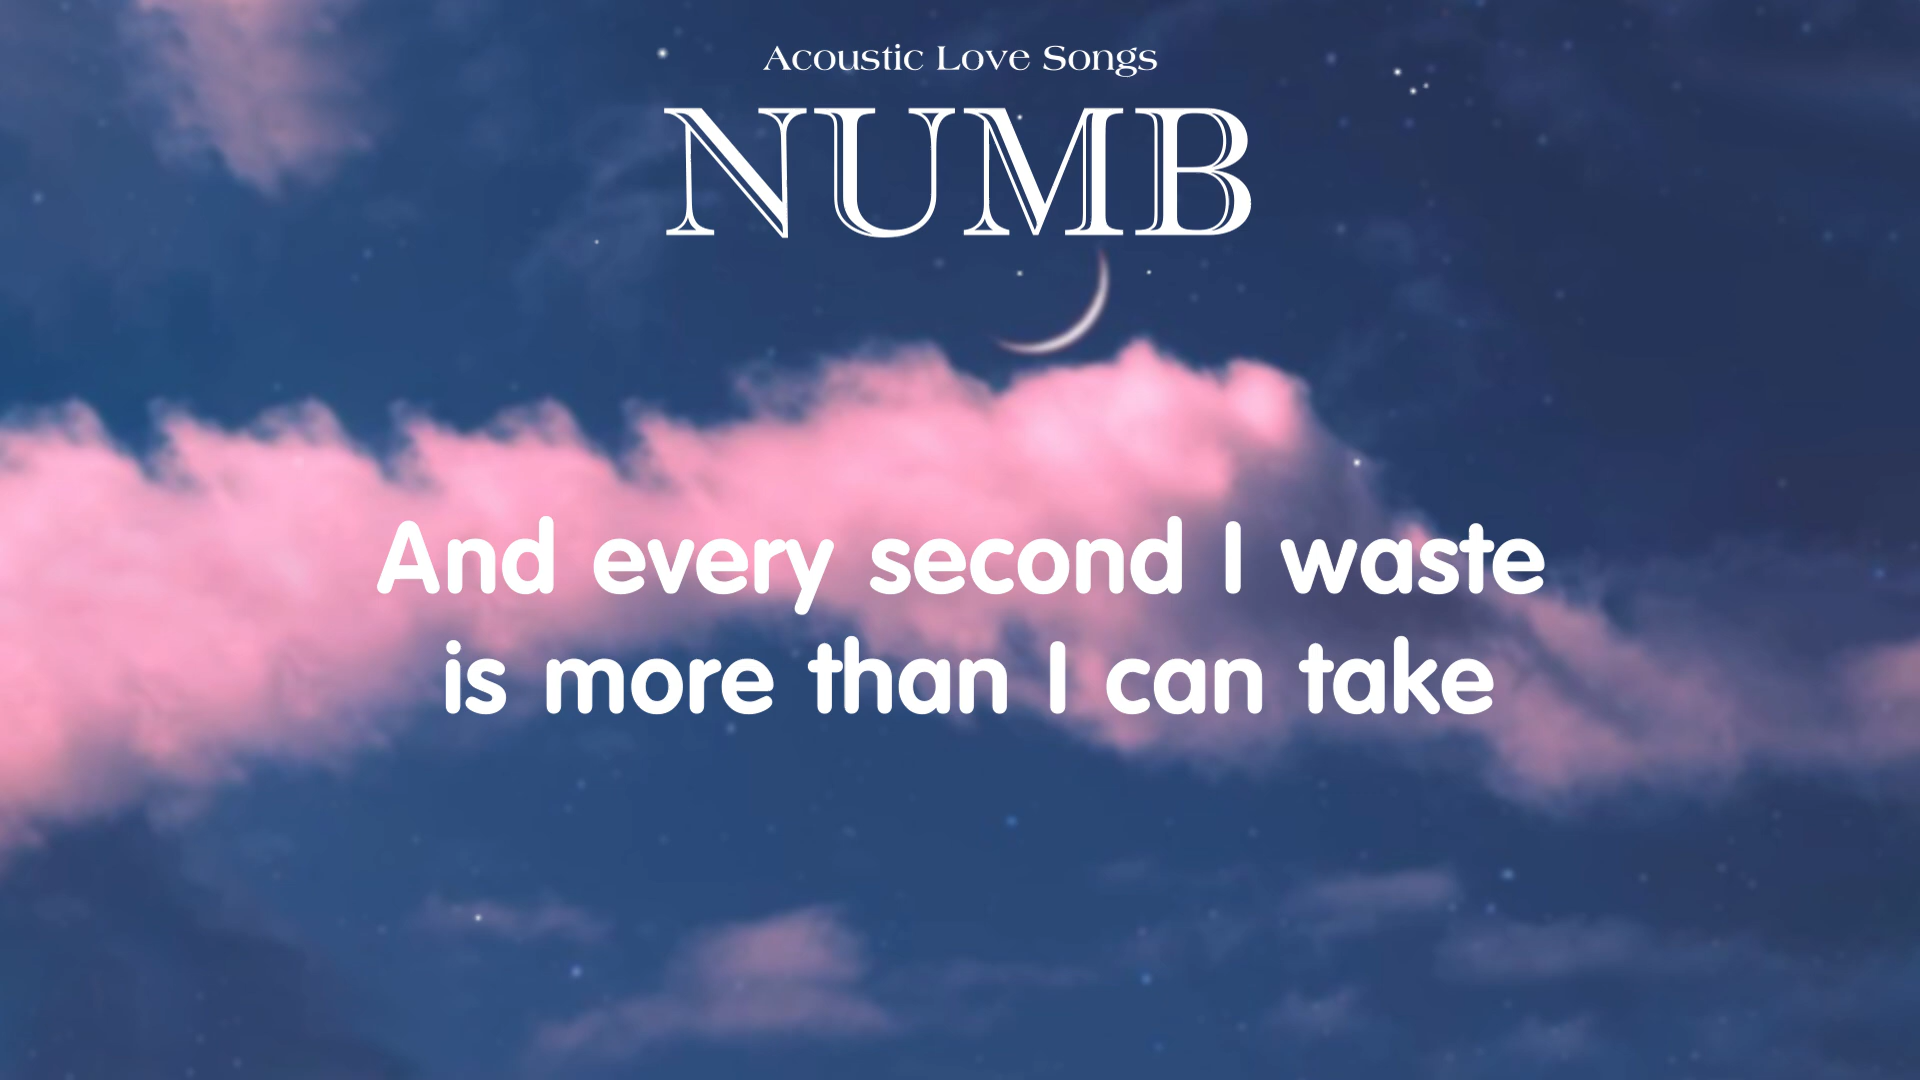 Acoustic Love Songs
NUMB
And every second I waste
is more than I can take